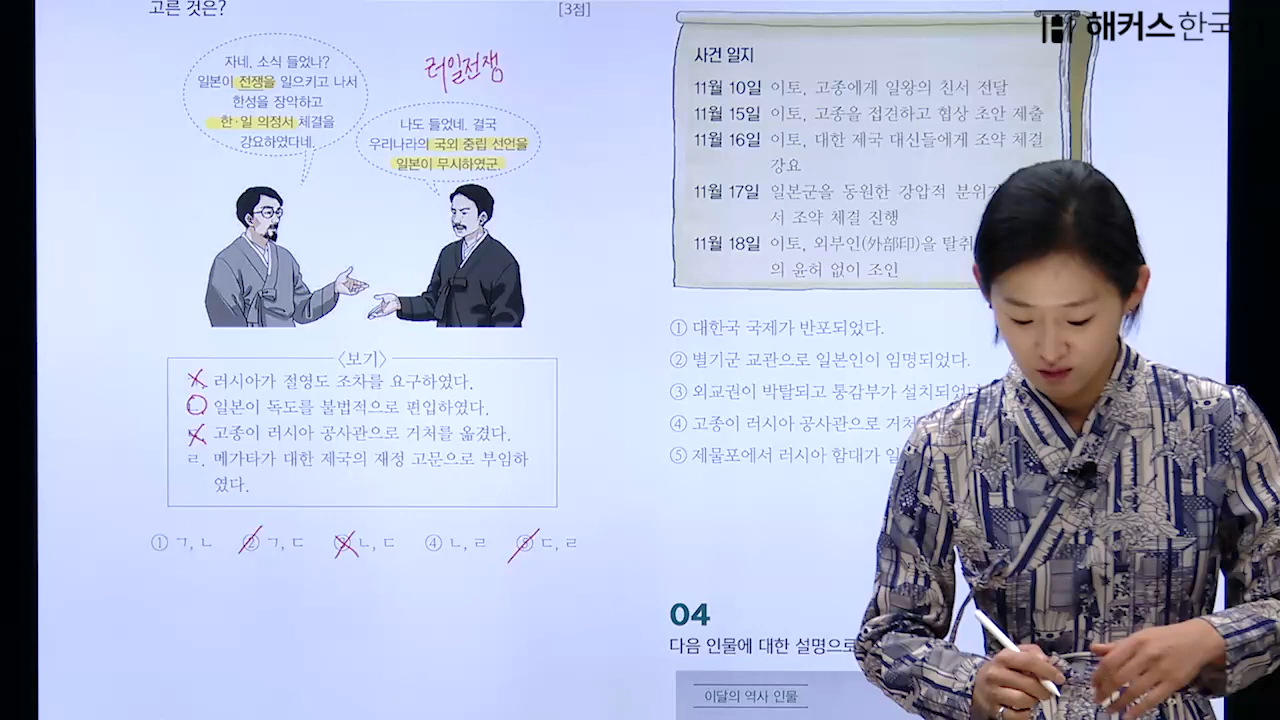 고른 것은?
[3점]
자네, 소식 들었나?
일본이 전쟁을 일으키고 나서
한성을 장악하고
한·일 의정서 체결을
강요하였다네.
러일전쟁
나도 들었네. 결국
우리나라의 국외 중립 선언을
일본이 무시하였군.
〈보기〉
러시아가 절영도 조차를 요구하였다.
일본이 독도를 불법적으로 편입하였다.
고종이 러시아 공사관으로 거처를 옮겼다.
ㄹ. 메가타가 대한 제국의 재정 고문으로 부임하
였다.
① ㄱ, ㄴ ② ㄱ, ㄷ ③ ㄴ, ㄷ ④ ㄴ, ㄹ ⑤ ㄷ, ㄹ
해커스한국
사건 일지
11월 10일 이토, 고종에게 일왕의 친서 전달
11월 15일 이토, 고종을 접견하고 협상 초안 제출
11월 16일 이토, 대한 제국 대신들에게 조약 체결
강요
11월 17일 일본군을 동원한 강압적
서 조약 체결 진행
11월 18일 이토, 외부인(外部印)을 탈취
의 윤허 없이 조인
① 대한국 국제가 반포되었다.
② 별기군 교관으로 일본인이 임명되었다.
③ 외교권이 박탈되고 통감부가
④ 고종이 러시아 공사관으로
⑤ 제물포에서 러시아 함대가
04
다음 인물에 대한 설명으로
이달의 역사 인물